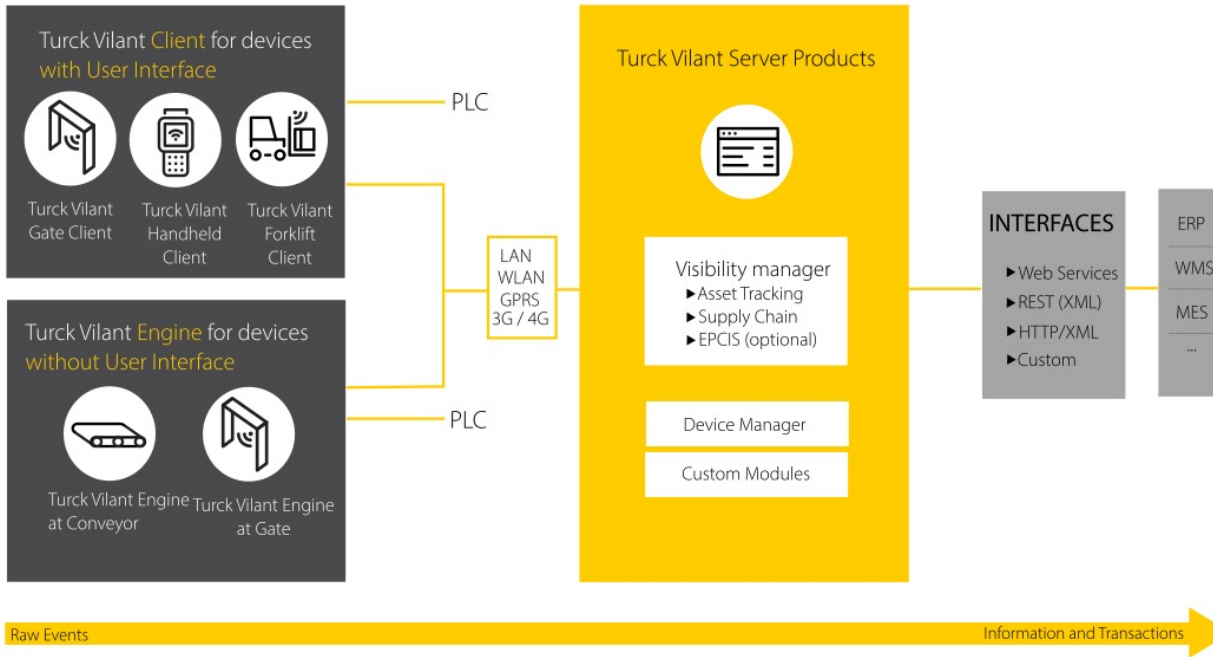 Turck Vilant Client for devices
with User Interface
Turck Vilant
Gate Client
Turck Vilant
Handheld
Client
Turck Vilant
Forklift
Client
PLC
Turck Vilant Engine for devices
without User Interface
Turck Vilant Engine
at Conveyor
Turck Vilant Engine
at Gate
PLC
LAN
WLAN
GPRS
3G / 4G
Turck Vilant Server Products
Visibility manager
▶Asset Tracking
▶Supply Chain
▶EPCIS (optional)
Device Manager
Custom Modules
INTERFACES
▶Web Services
▶REST (XML)
▶HTTP/XML
▶Custom
ERP
WMS
MES
...
Raw Events
Information and Transactions